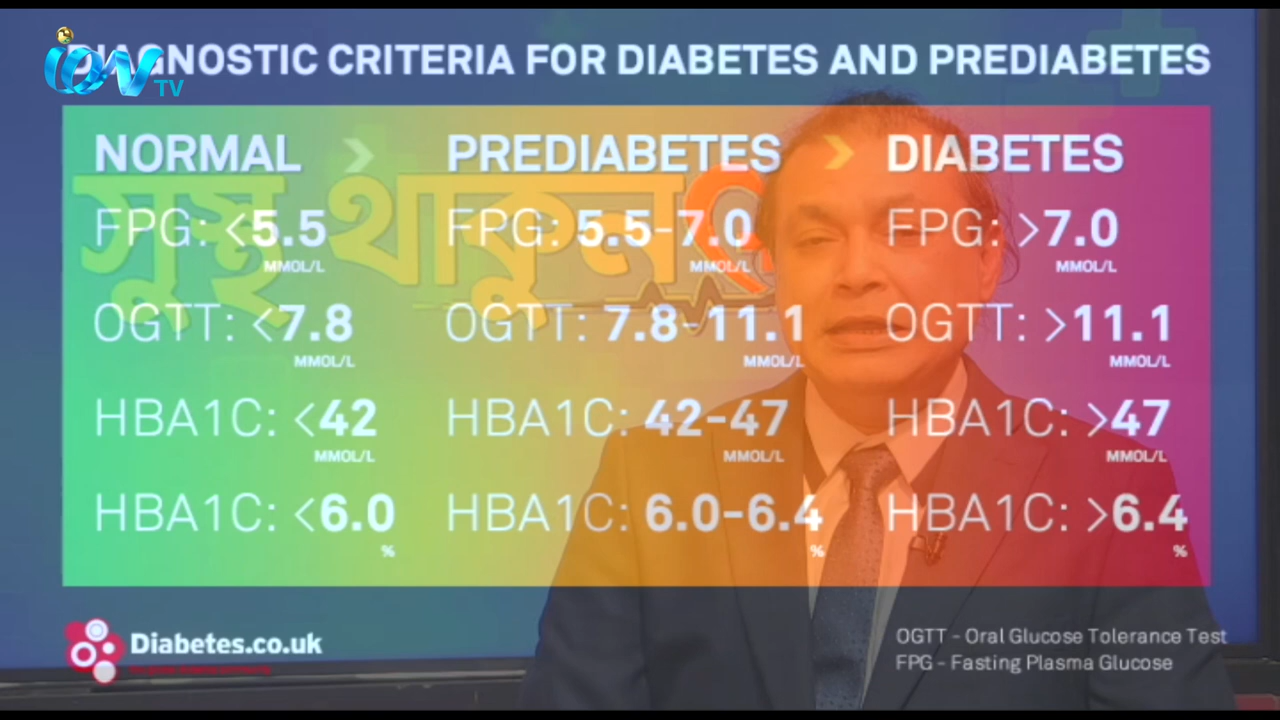 iON TV
DIAGNOSTIC CRITERIA FOR DIABETES AND PREDIABETES
NORMAL > PREDIABETES > DIABETES
সুস্থ থাকুন
FPG: <5.5 MMOL/L
FPG: 5.5-7.0 MMOL/L
FPG: >7.0 MMOL/L
OGTT: <7.8 MMOL/L
OGTT: 7.8-11.1 MMOL/L
OGTT: >11.1 MMOL/L
HBA1C: <42 MMOL/L
HBA1C: 42-47 MMOL/L
HBA1C: >47 MMOL/L
HBA1C: <6.0 %
HBA1C: 6.0-6.4 %
HBA1C: >6.4 %
Diabetes.co.uk
OGTT - Oral Glucose Tolerance Test
FPG - Fasting Plasma Glucose